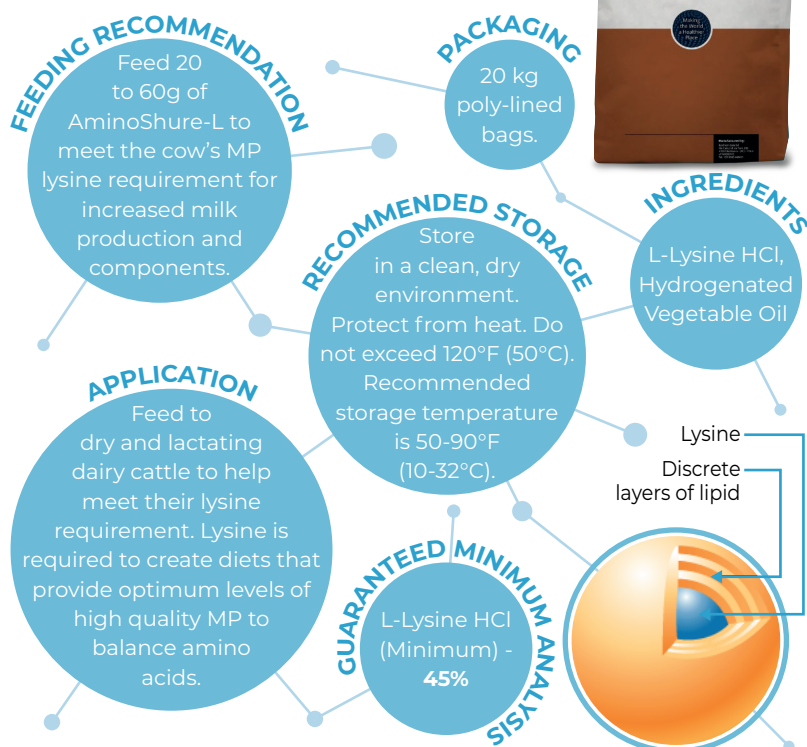 FEEDING RECOMMENDATION
Feed 20
to 60g of
AminoShure-L to
meet the cow's MP
lysine requirement for
increased milk
production and
components.
PACKAGING
20 kg
poly-lined
bags.
Making
the World
a Healthier
Place
INGREDIENTS
L-Lysine HCl,
Hydrogenated
Vegetable Oil
RECOMMENDED STORAGE
Store
in a clean, dry
environment.
Protect from heat. Do
not exceed 120°F (50°C).
Recommended
storage temperature
is 50-90°F
(10-32°C).
APPLICATION
Feed to
dry and lactating
dairy cattle to help
meet their lysine
requirement. Lysine is
required to create diets that
provide optimum levels of
high quality MP to
balance amino
acids.
GUARANTEED MINIMUM ANALYSIS
L-Lysine HCl
(Minimum) -
45%
Lysine
Discrete
layers of lipid